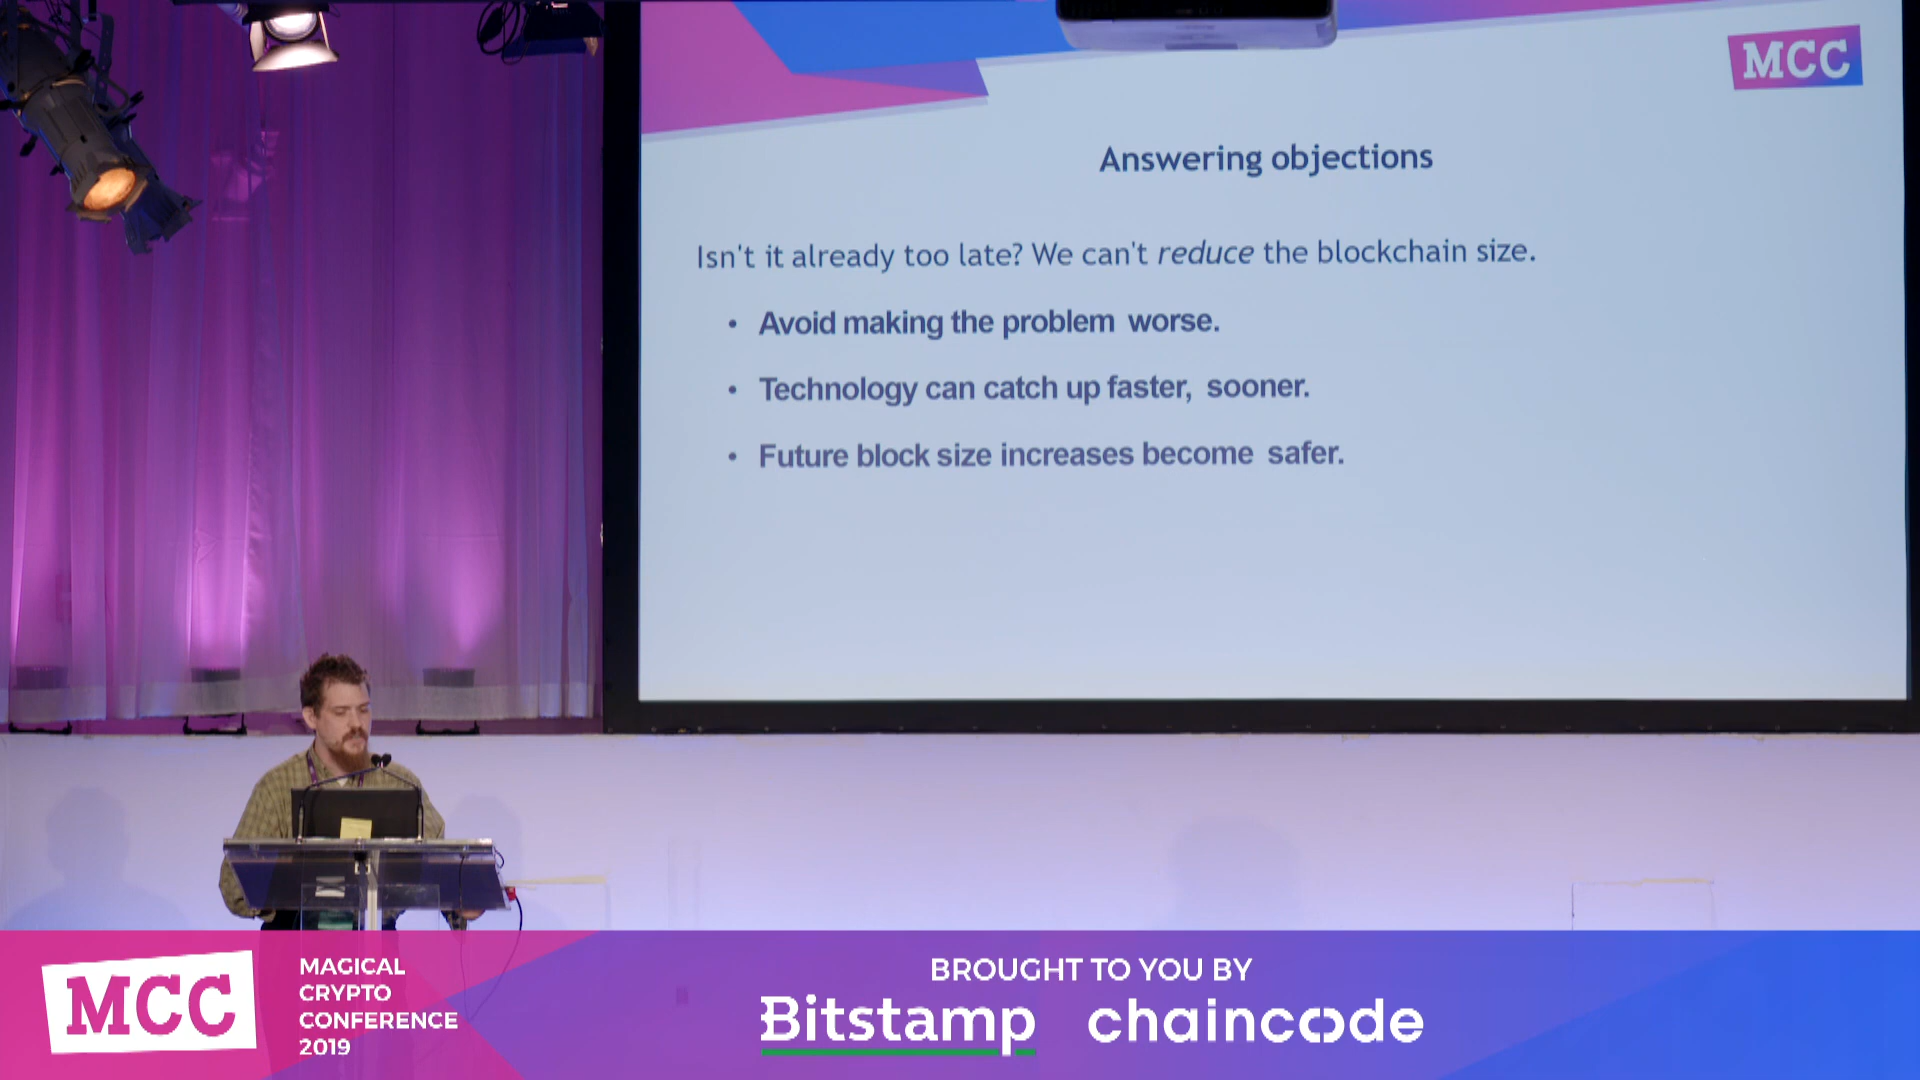 MCC
Answering objections
Isn't it already too late? We can't reduce the blockchain size.
• Avoid making the problem worse.
• Technology can catch up faster, sooner.
• Future block size increases become safer.
MCC
MAGICAL
CRYPTO
CONFERENCE
2019
BROUGHT TO YOU BY
Bitstamp chaincode